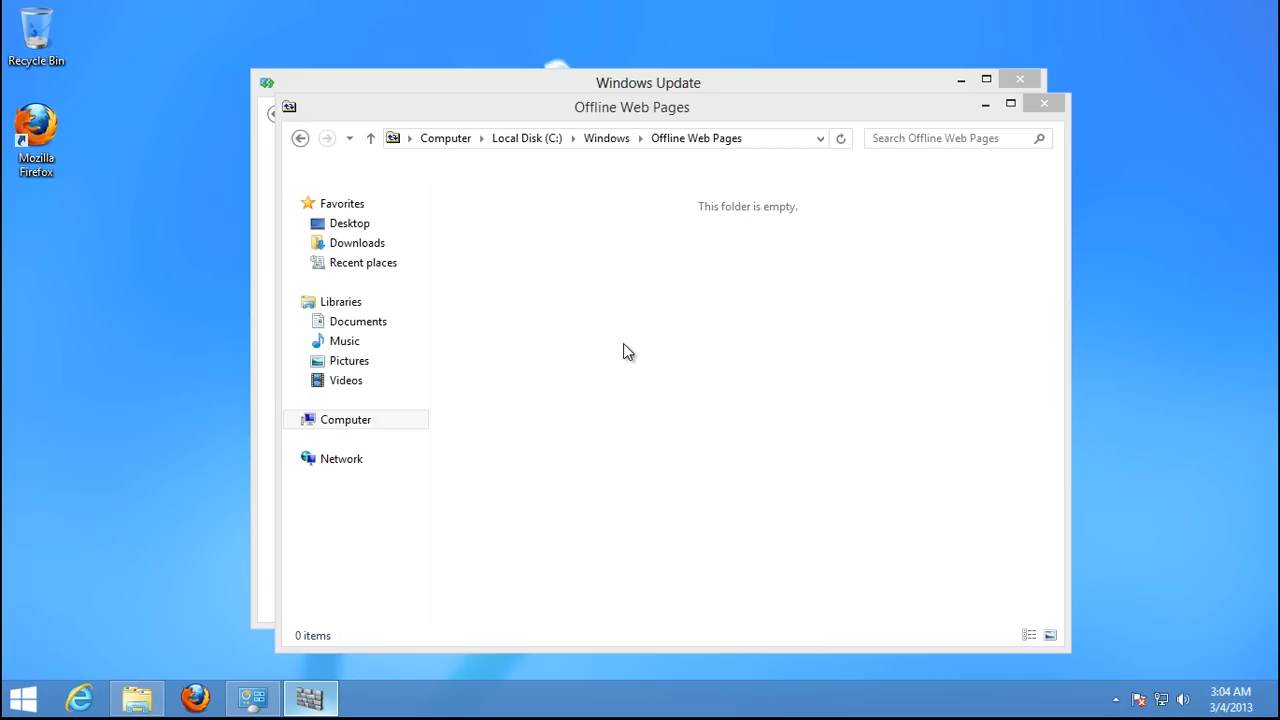 Recycle Bin
Mozilla
Firefox
Windows Update
Offline Web Pages
Computer Local Disk (C:) Windows Offline Web Pages
Search Offline Web Pages
Favorites
Desktop
Downloads
Recent places
Libraries
Documents
Music
Pictures
Videos
Computer
Network
This folder is empty.
0 items
3:04 AM
3/4/2013